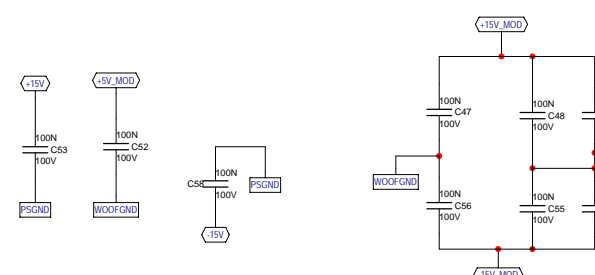 +15V_MOD
+15V
+5V_MOD
100N
C53
100V
100N
C52
100V
100N
C58
100V
100N
C47
100V
100N
C48
100V
PSGND
WOOFGND
PSGND
WOOFGND
100N
C56
100V
100N
C55
100V
-15V
-15V_MOD